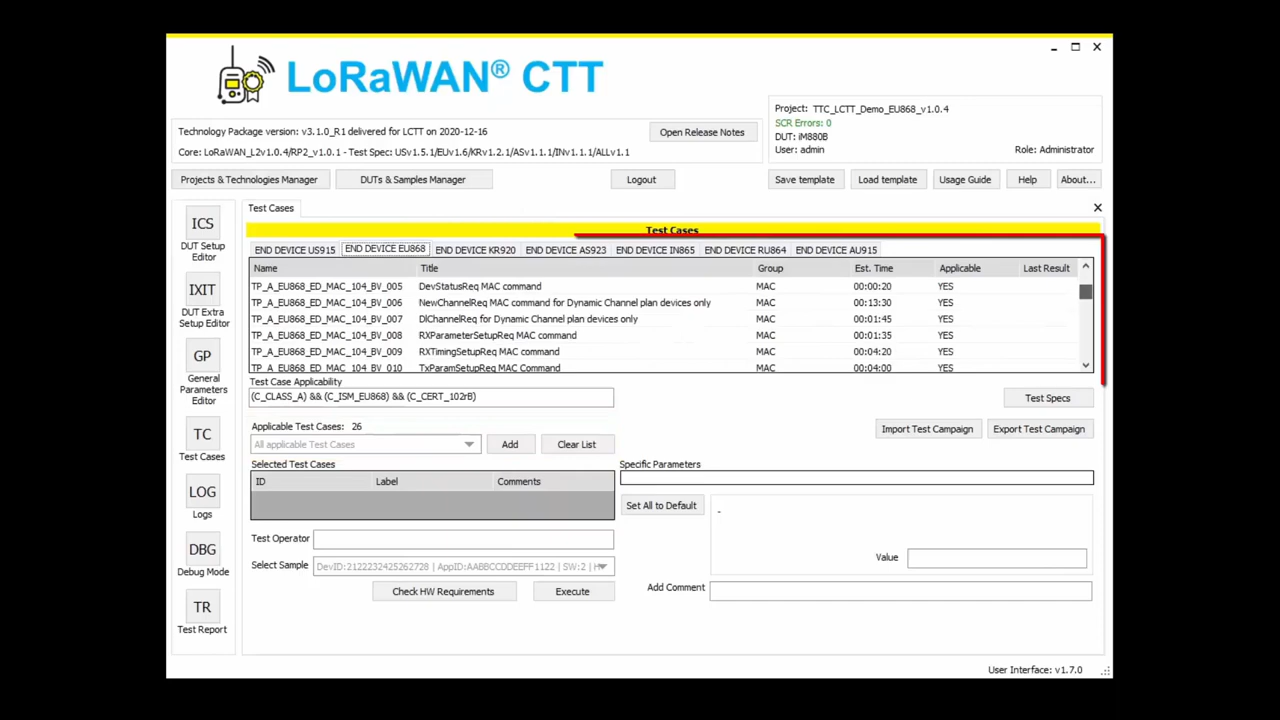 LoRaWAN® CTT
Technology Package version: v3.1.0_R1 delivered for LCTT on 2020-12-16
Open Release Notes
Core: LoRaWAN_L2v1.0.4/RP2_v1.0.1 - Test Spec: USv1.5.1/EUv1.6/KRv1.2.1/ASv1.1.1/INv1.1.1/ALLv1.1
Project: TTC_LCTT_Demo_EU868_v1.0.4
SCR Errors: 0
DUT: iM880B
User: admin Role: Administrator
Projects & Technologies Manager DUTs & Samples Manager Logout Save template Load template Usage Guide Help About...
ICS
DUT Setup
Editor
IXIT
DUT Extra
Setup Editor
GP
General
Parameters
Editor
TC
Test Cases
LOG
Logs
DBG
Debug Mode
TR
Test Report
Test Cases
Test Cases
END DEVICE US915 END DEVICE EU868 END DEVICE KR920 END DEVICE AS923 END DEVICE IN865 END DEVICE RU864 END DEVICE AU915
Name Title Group Est. Time Applicable Last Result
TP_A_EU868_ED_MAC_104_BV_005 DevStatusReq MAC command MAC 00:00:20 YES
TP_A_EU868_ED_MAC_104_BV_006 NewChannelReq MAC command for Dynamic Channel plan devices only MAC 00:13:30 YES
TP_A_EU868_ED_MAC_104_BV_007 DlChannelReq for Dynamic Channel plan devices only MAC 00:01:45 YES
TP_A_EU868_ED_MAC_104_BV_008 RXParameterSetupReq MAC command MAC 00:01:35 YES
TP_A_EU868_ED_MAC_104_BV_009 RXTimingSetupReq MAC command MAC 00:04:20 YES
TP_A_EU868_ED_MAC_104_BV_010 TxParamSetupReq MAC Command MAC 00:04:00 YES
Test Case Applicability
(C_CLASS_A) && (C_ISM_EU868) && (C_CERT_102rB)
Test Specs
Applicable Test Cases: 26
Import Test Campaign Export Test Campaign
All applicable Test Cases Add Clear List
Selected Test Cases
ID Label Comments
Specific Parameters
Set All to Default
-
Value
Test Operator
Select Sample DevID:2122232425262728 | AppID:AABBCCDDEEFF1122 | SW:2 | H
Check HW Requirements Execute
Add Comment
User Interface: v1.7.0